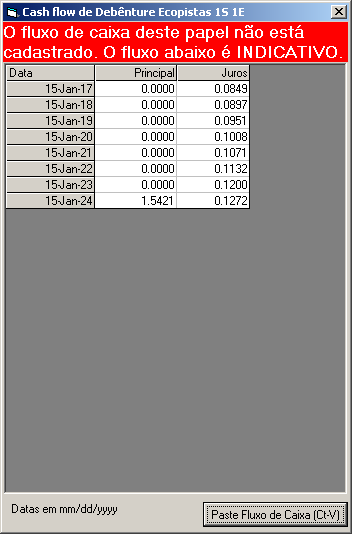 Cash flow de Debênture Ecopistas 1S 1E
O fluxo de caixa deste papel não está
cadastrado. O fluxo abaixo é INDICATIVO.
Data Principal Juros
15-Jan-17 0.0000 0.0849
15-Jan-18 0.0000 0.0897
15-Jan-19 0.0000 0.0951
15-Jan-20 0.0000 0.1008
15-Jan-21 0.0000 0.1071
15-Jan-22 0.0000 0.1132
15-Jan-23 0.0000 0.1200
15-Jan-24 1.5421 0.1272
Datas em mm/dd/yyyy
Paste Fluxo de Caixa (Ct-V)